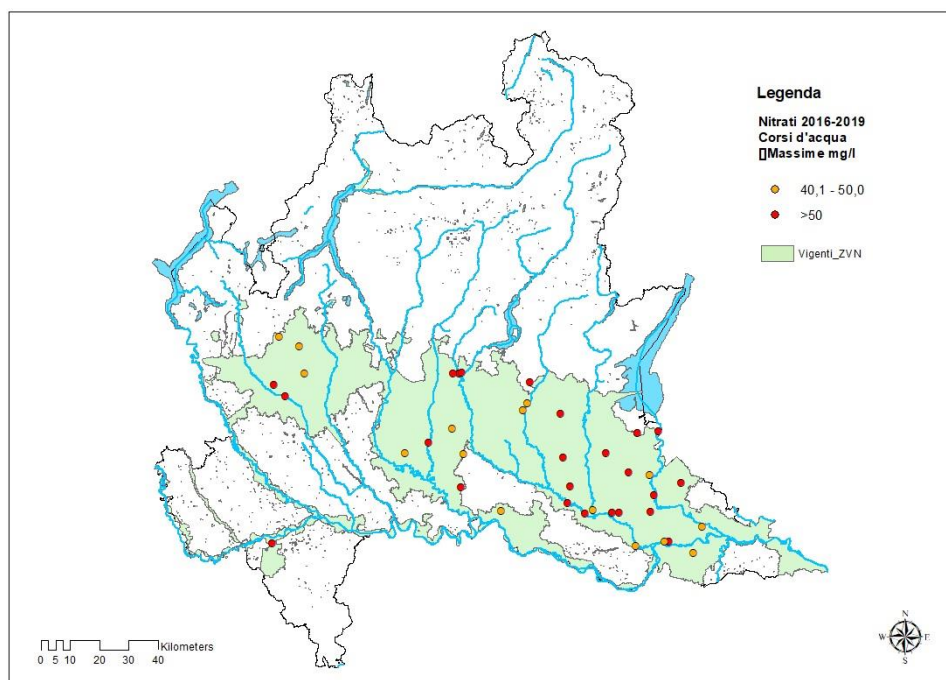 Legenda
Nitrati 2016-2019
Corsi d'acqua
[]Massime mg/l
40,1 - 50,0
>50
Vigenti_ZVN
N
W E
S
Kilometers
0 5 10 20 30 40